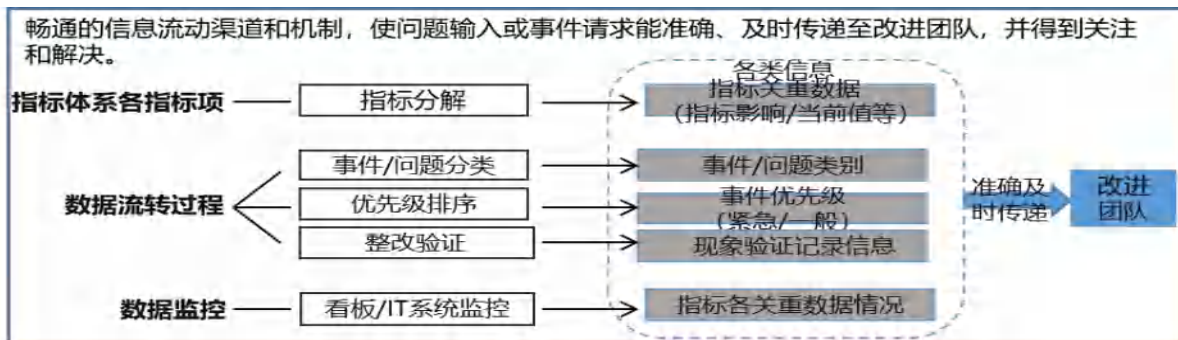 畅通的信息流动渠道和机制，使问题输入或事件请求能准确、及时传递至改进团队，并得到关注
和解决。
各类信息
指标体系各指标项
指标分解
指标关重数据
（指标影响/当前值等）
数据流转过程
事件/问题分类
事件/问题类别
优先级排序
事件优先级
（紧急/一般）
整改验证
现象验证记录信息
准确及
时传递
改进
团队
数据监控
看板/IT系统监控
指标各关重数据情况